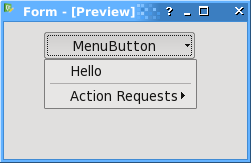 Form - [Preview]
MenuButton
Hello
Action Requests